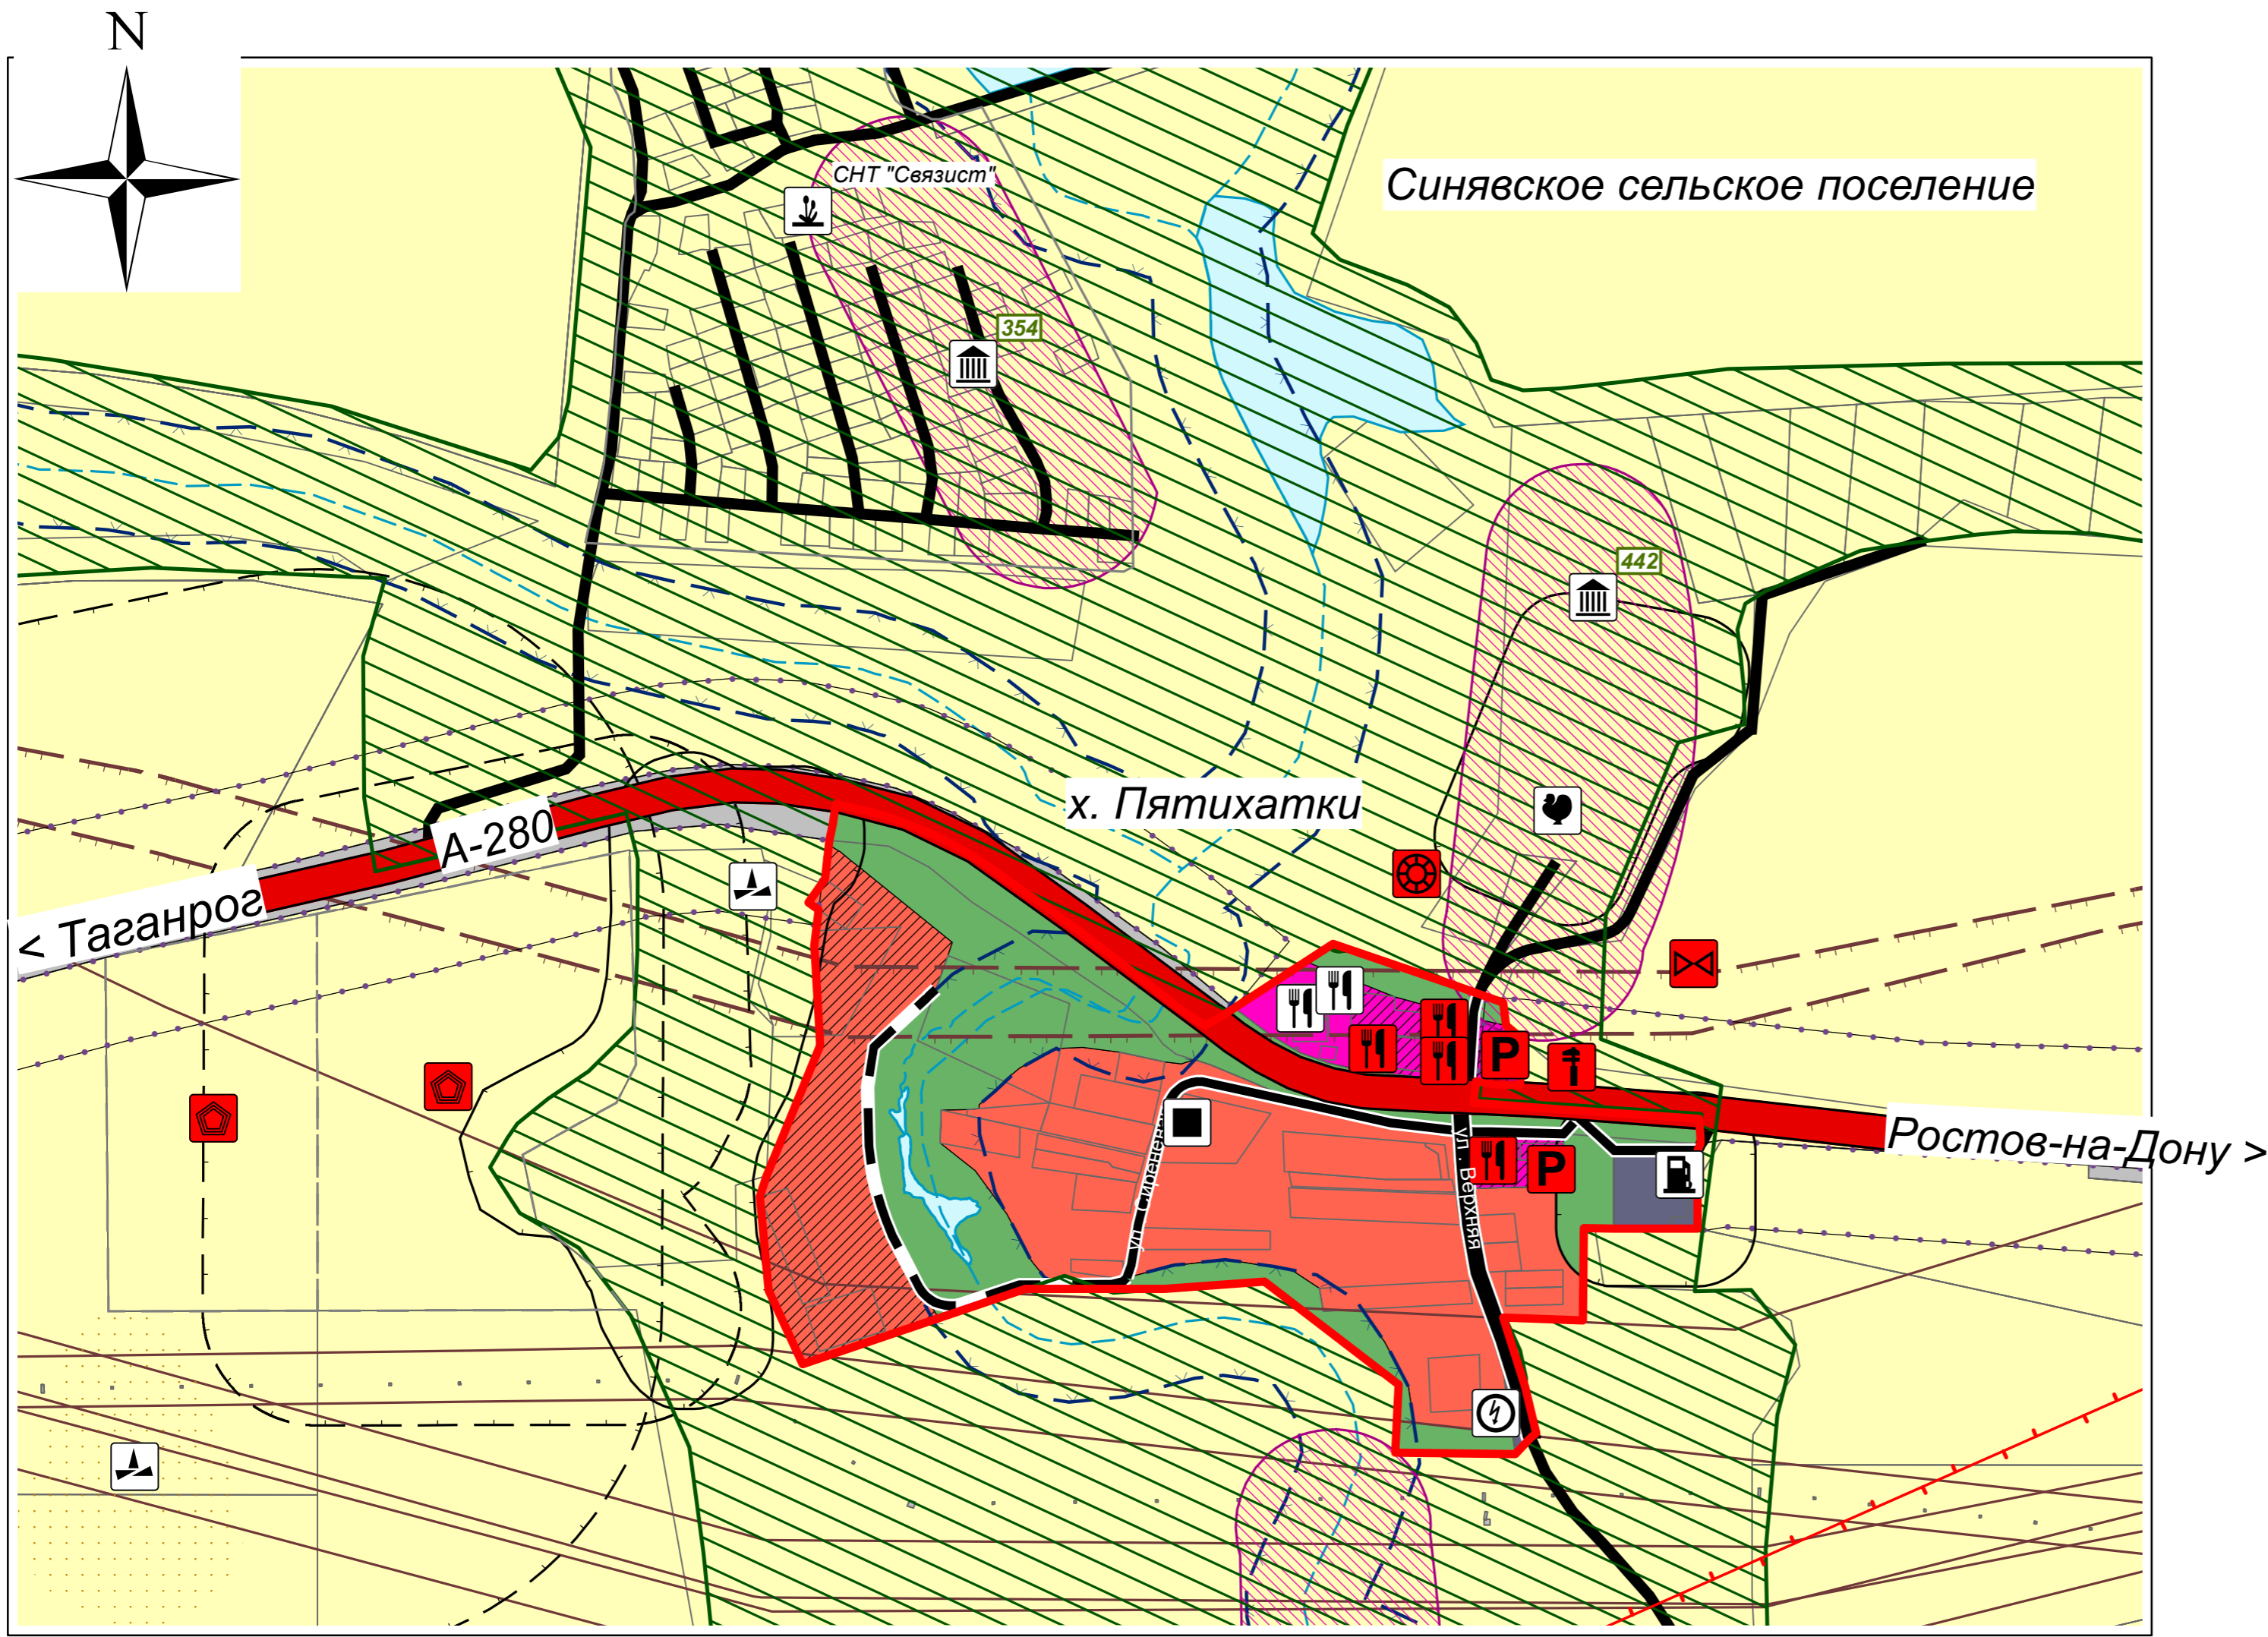 N
СНТ "Связист"
Синявское сельское поселение
354
442
х. Пятихатки
А-280
< Таганрог
P
ул. Верхняя
Ростов-на-Дону >
P